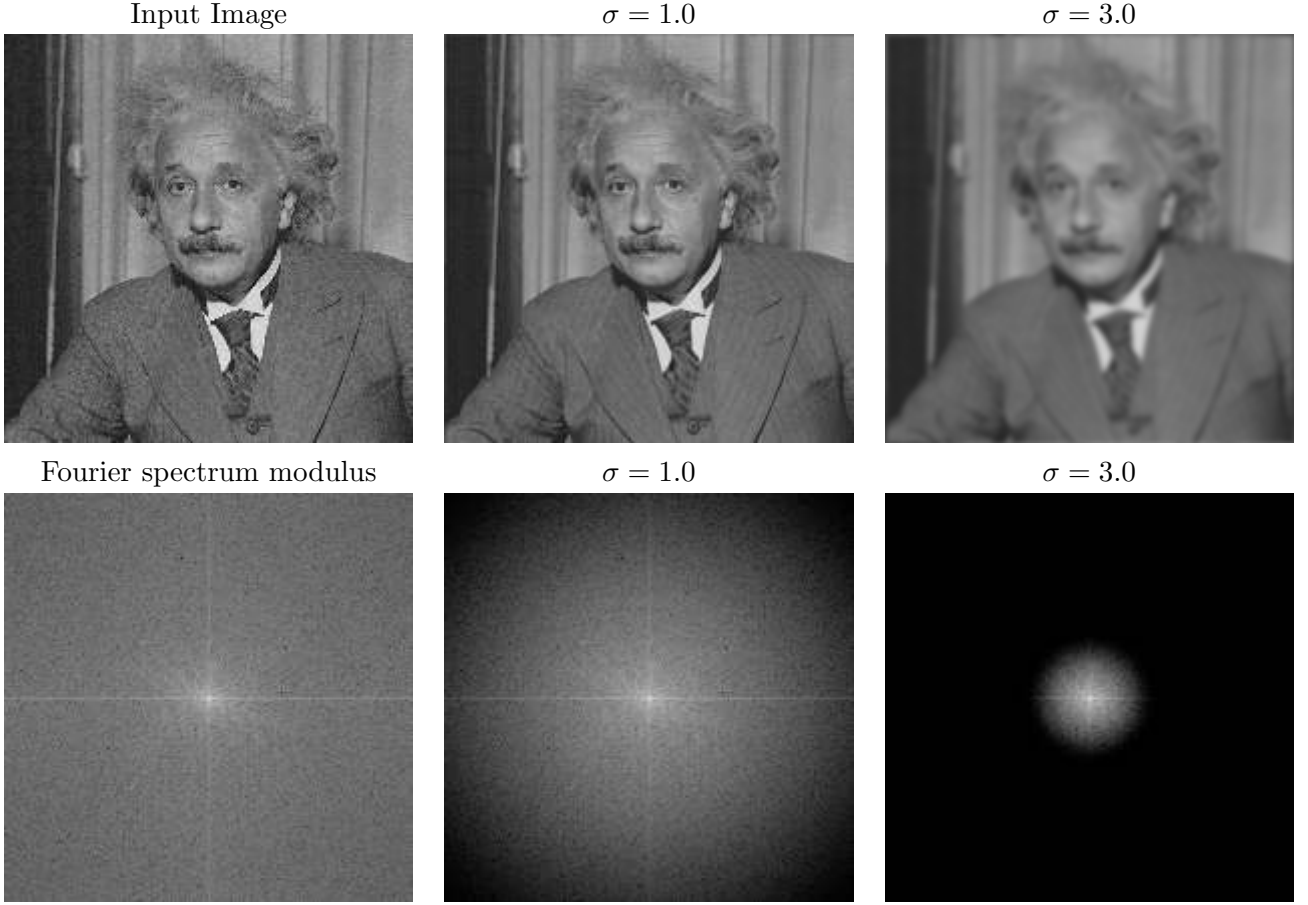 Input Image
σ = 1.0
σ = 3.0
Fourier spectrum modulus
σ = 1.0
σ = 3.0